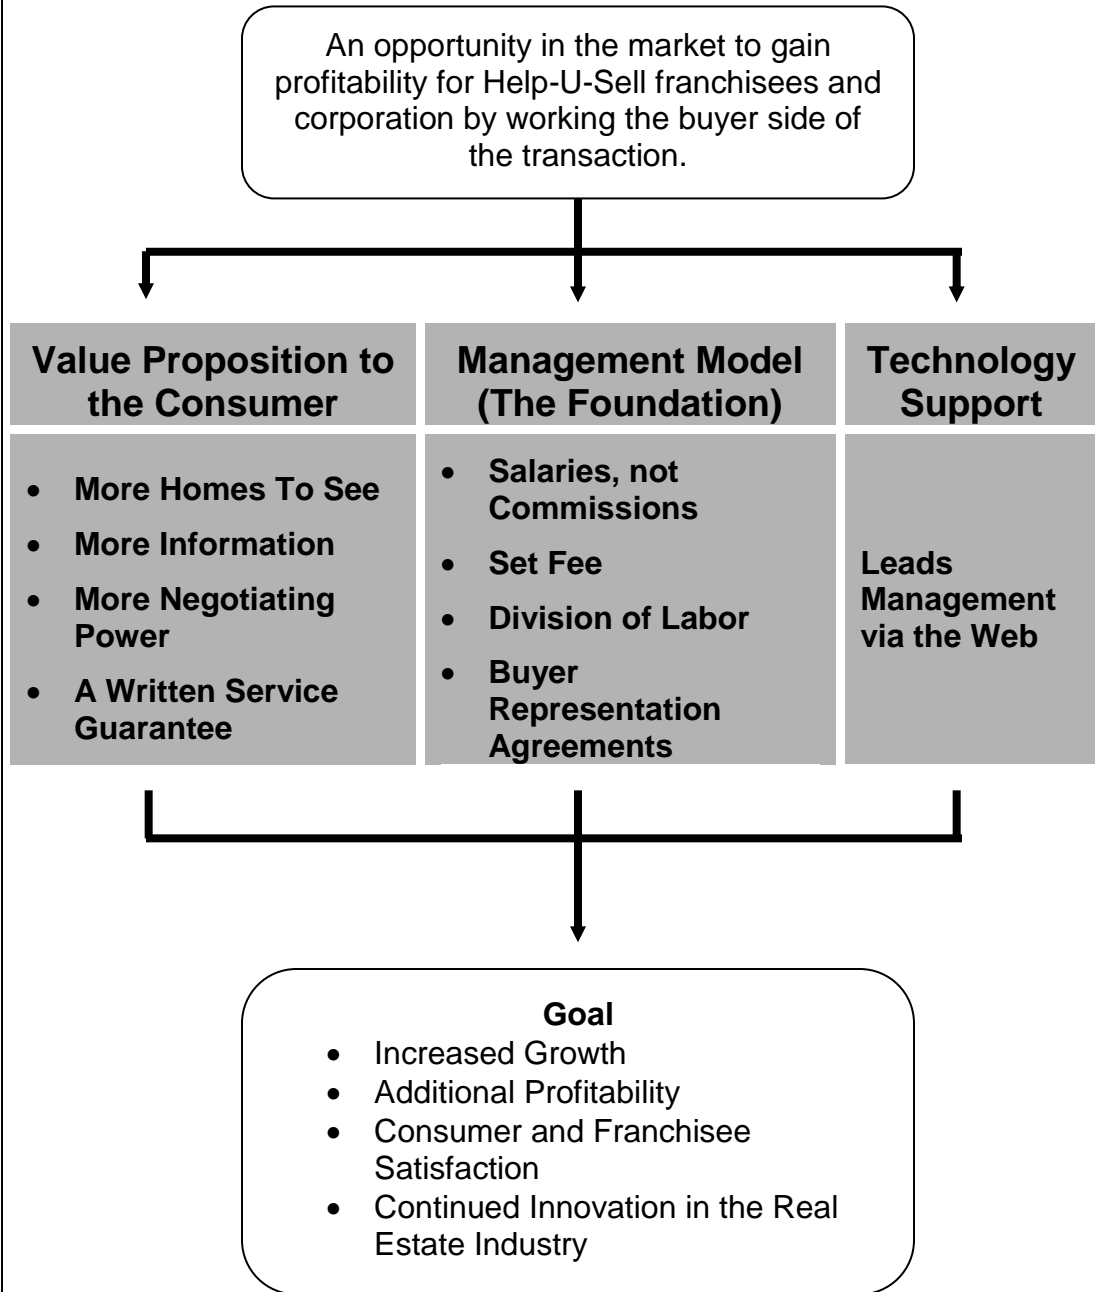 An opportunity in the market to gain
profitability for Help-U-Sell franchisees and
corporation by working the buyer side of
the transaction.
Value Proposition to
the Consumer
Management Model
(The Foundation)
Technology
Support
• More Homes To See
• More Information
• More Negotiating
Power
• A Written Service
Guarantee
• Salaries, not
Commissions
• Set Fee
• Division of Labor
• Buyer
Representation
Agreements
Leads
Management
via the Web
Goal
• Increased Growth
• Additional Profitability
• Consumer and Franchisee
Satisfaction
• Continued Innovation in the Real
Estate Industry